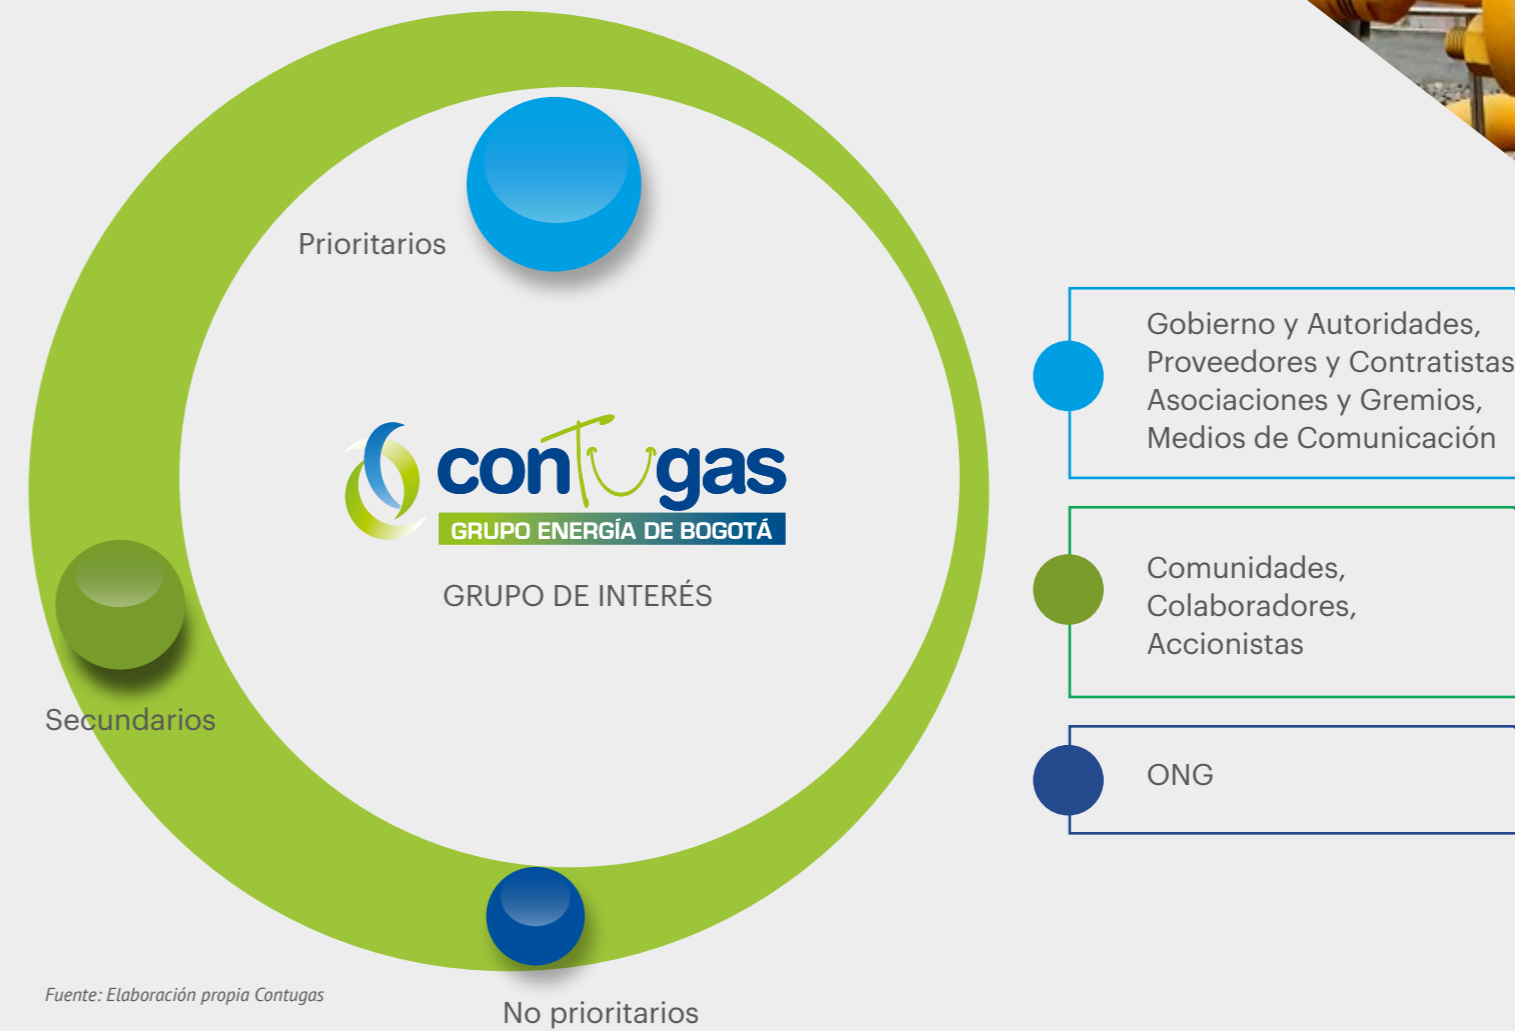 Prioritarios
conTugas
GRUPO ENERGÍA DE BOGOTÁ
GRUPO DE INTERÉS
Secundarios
No prioritarios
Gobierno y Autoridades,
Proveedores y Contratistas
Asociaciones y Gremios,
Medios de Comunicación
Comunidades,
Colaboradores,
Accionistas
ONG
Fuente: Elaboración propia Contugas